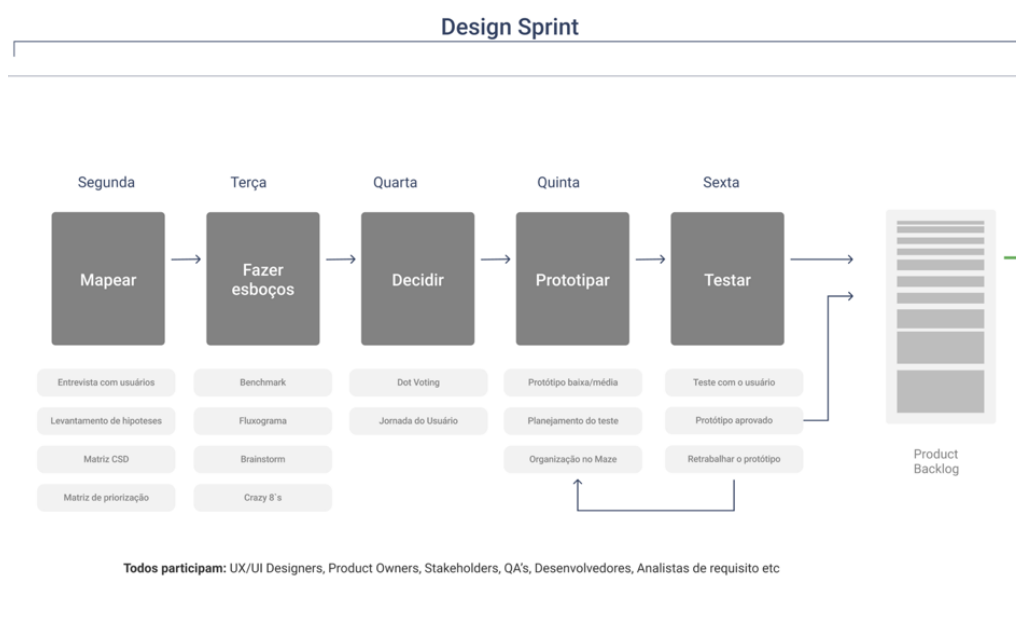 Design Sprint
Segunda
Terça
Quarta
Quinta
Sexta
Mapear
Fazer
esboços
Decidir
Prototipar
Testar
Entrevista com usuários
Benchmark
Dot Voting
Protótipo baixa/média
Teste com o usuário
Levantamento de hipoteses
Fluxograma
Jornada do Usuário
Planejamento do teste
Protótipo aprovado
Matriz CSD
Brainstorm
Organização no Maze
Retrabalhar o protótipo
Matriz de priorização
Crazy 8´s
Product
Backlog
Todos participam: UX/UI Designers, Product Owners, Stakeholders, QA's, Desenvolvedores, Analistas de requisito etc